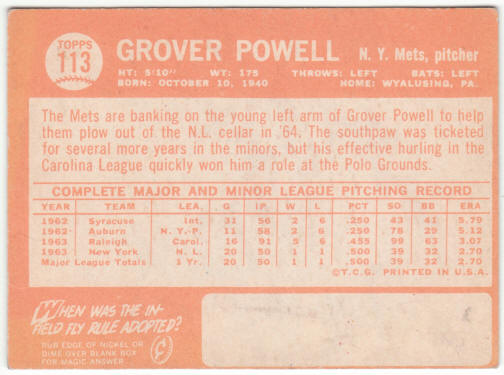 TOPPS
113
GROVER POWELL N. Y. Mets, pitcher
HT: 5'10" WT: 175 THROWS: LEFT BATS: LEFT
BORN: OCTOBER 10, 1940 HOME: WYALUSING, PA.
The Mets are banking on the young left arm of Grover Powell to help
them plow out of the N.L. cellar in '64. The southpaw was ticketed
for several more years in the minors, but his effective hurling in the
Carolina League quickly won him a role at the Polo Grounds.
COMPLETE MAJOR AND MINOR LEAGUE PITCHING RECORD
YEAR TEAM LEA. G IP W L PCT SO BB ERA
1962 Syracuse Int. 31 56 2 6 .250 43 41 5.79
1962 Auburn N.Y.-P. 11 58 2 6 .250 78 29 5.12
1963 Raleigh Carol. 16 91 5 6 .455 99 63 3.07
1963 New York N. L. 20 50 1 1 .500 39 32 2.70
Major League Totals 1 Yr. 20 50 1 1 .500 39 32 2.70
©T.C.G. PRINTED IN U.S.A.
WHEN WAS THE IN-
FIELD FLY RULE ADOPTED?
RUB EDGE OF NICKEL OR
DIME OVER BLANK BOX
FOR MAGIC ANSWER